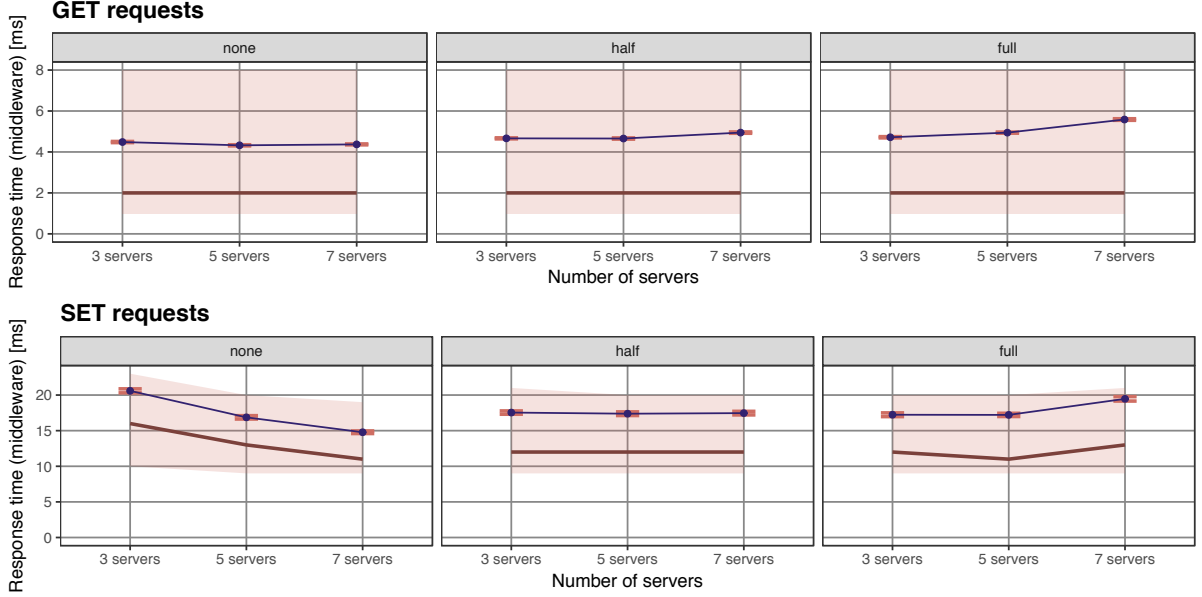 GET requests
Response time (middleware) [ms]
none
half
full
8
6
4
2
0
3 servers 5 servers 7 servers
3 servers 5 servers 7 servers
3 servers 5 servers 7 servers
Number of servers
SET requests
Response time (middleware) [ms]
none
half
full
20
15
10
5
0
3 servers 5 servers 7 servers
3 servers 5 servers 7 servers
3 servers 5 servers 7 servers
Number of servers